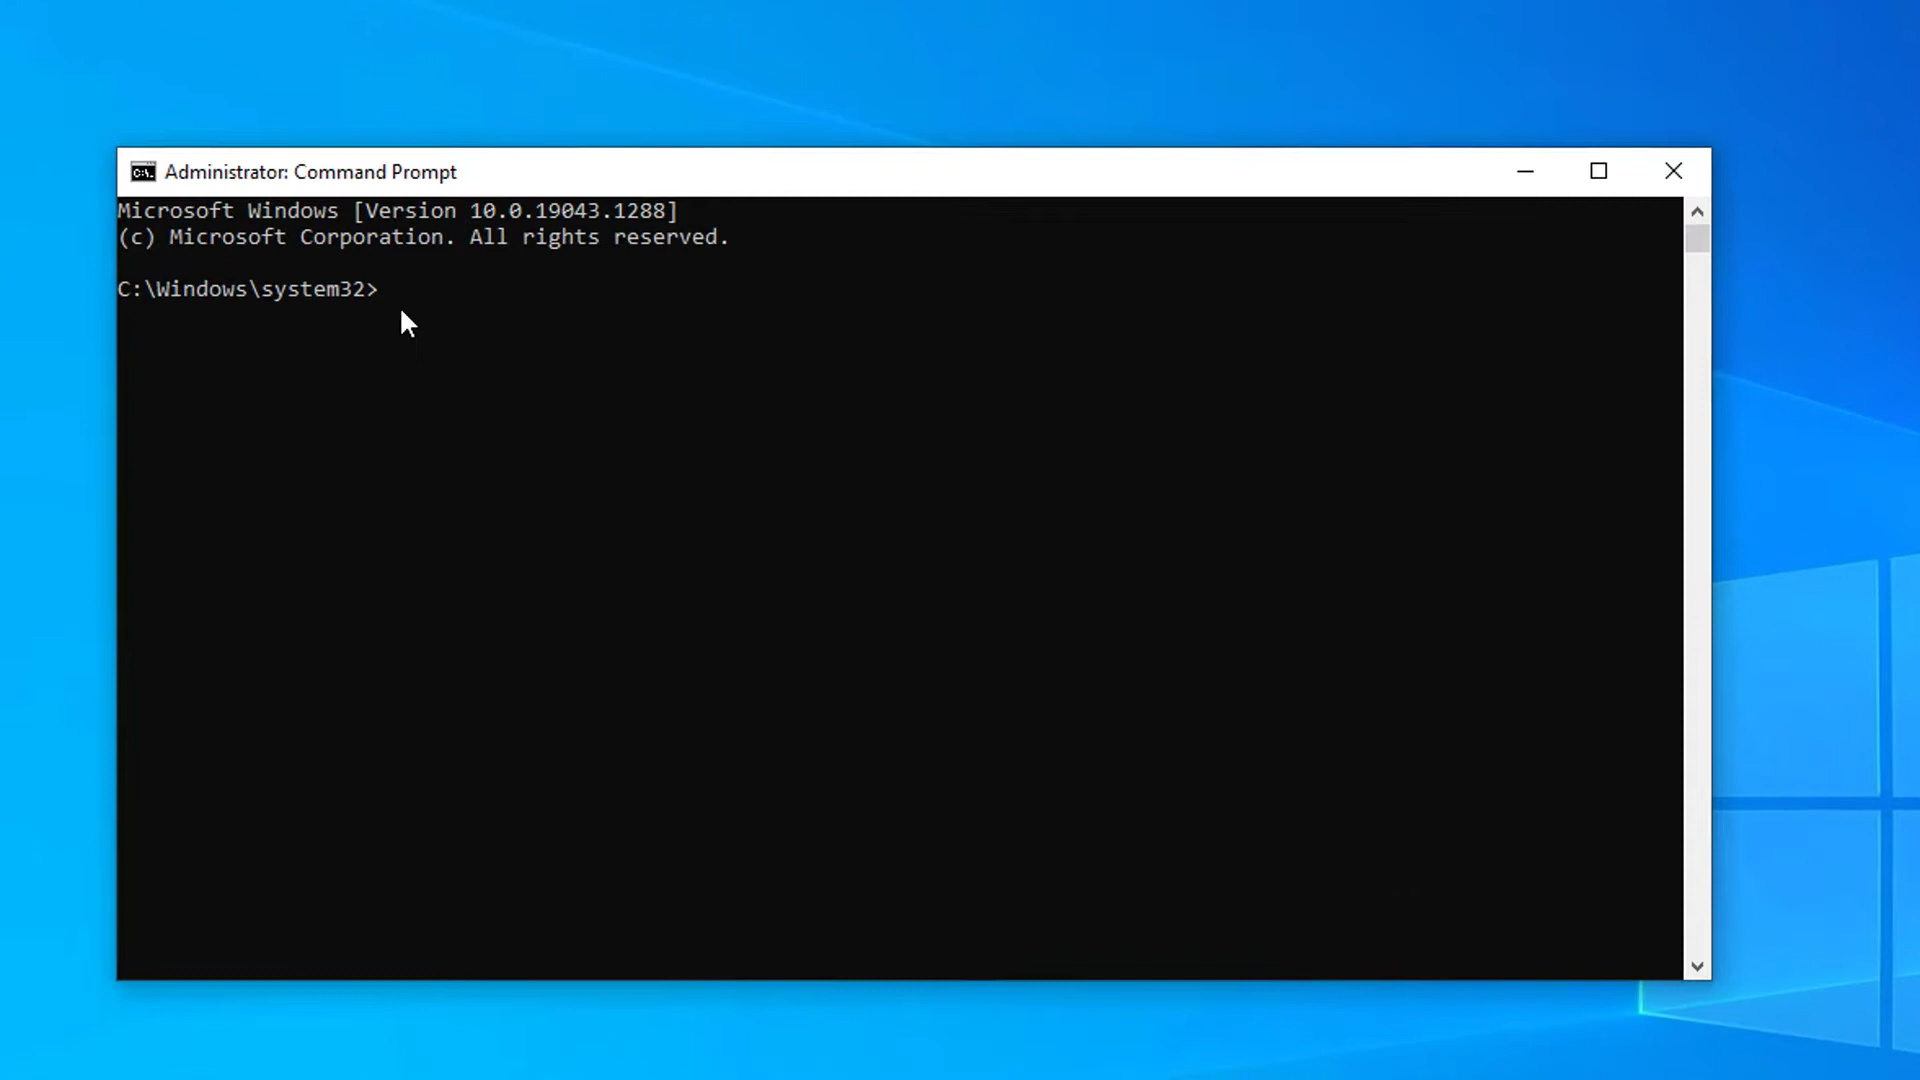 Administrator: Command Prompt
Microsoft Windows [Version 10.0.19043.1288]
(c) Microsoft Corporation. All rights reserved.
C:\Windows\system32>